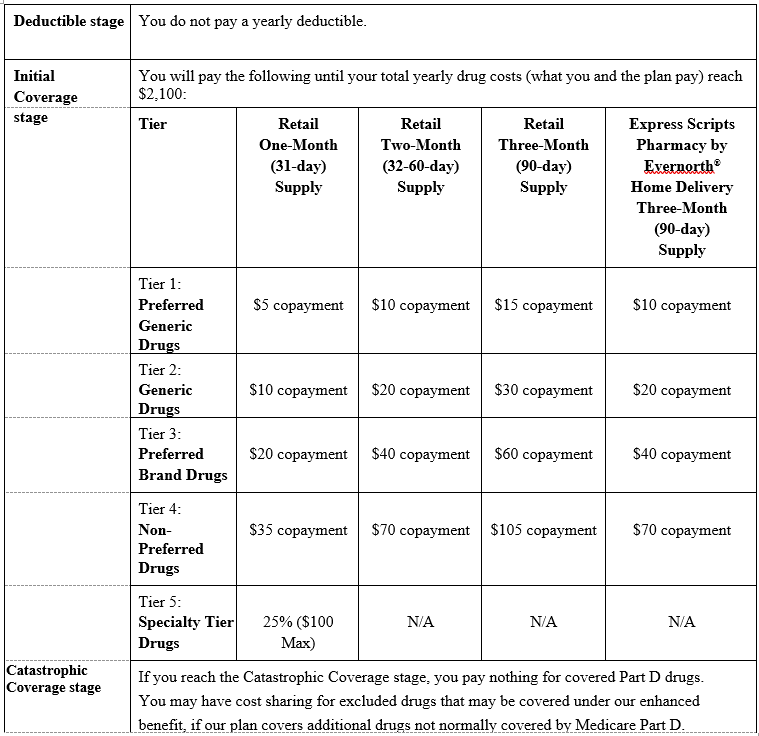 Deductible stage You do not pay a yearly deductible.
Initial
Coverage
stage
You will pay the following until your total yearly drug costs (what you and the plan pay) reach
$2,100:
Tier
Retail
One-Month
(31-day)
Supply
Retail
Two-Month
(32-60-day)
Supply
Retail
Three-Month
(90-day)
Supply
Express Scripts
Pharmacy by
Evernorth®
Home Delivery
Three-Month
(90-day)
Supply
Tier 1:
Preferred
Generic
Drugs
$5 copayment $10 copayment $15 copayment $10 copayment
Tier 2:
Generic
Drugs
$10 copayment $20 copayment $30 copayment $20 copayment
Tier 3:
Preferred
Brand Drugs
$20 copayment $40 copayment $60 copayment $40 copayment
Tier 4:
Non-
Preferred
Drugs
$35 copayment $70 copayment $105 copayment $70 copayment
Tier 5:
Specialty Tier
Drugs
25% ($100
Max)
N/A N/A N/A
Catastrophic
Coverage stage
If you reach the Catastrophic Coverage stage, you pay nothing for covered Part D drugs.
You may have cost sharing for excluded drugs that may be covered under our enhanced
benefit, if our plan covers additional drugs not normally covered by Medicare Part D.